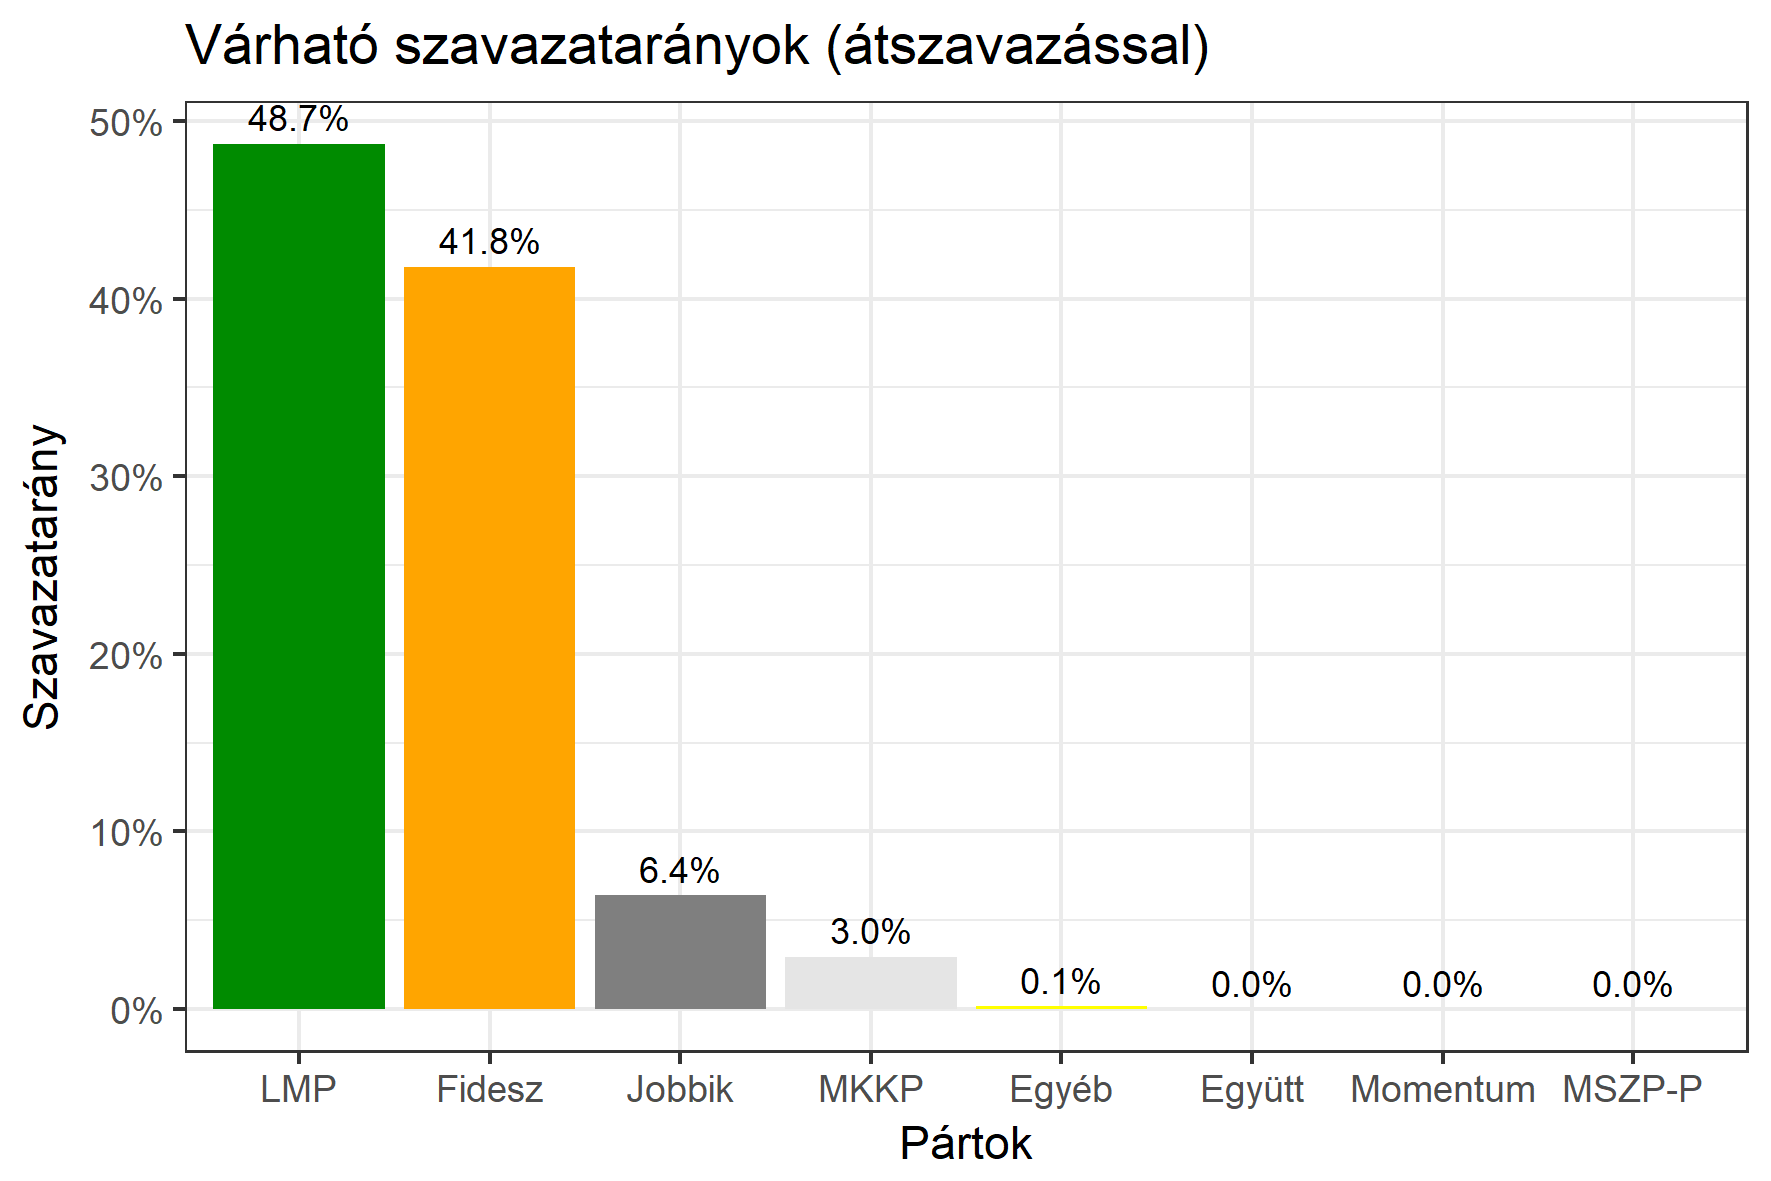 Várható szavazatarányok (átszavazással)
Szavazatarány
50%
40%
30%
20%
10%
0%
48.7%
41.8%
6.4%
3.0%
0.1%
0.0%
0.0%
0.0%
LMP
Fidesz
Jobbik
MKKP
Egyéb
Együtt
Momentum
MSZP-P
Pártok